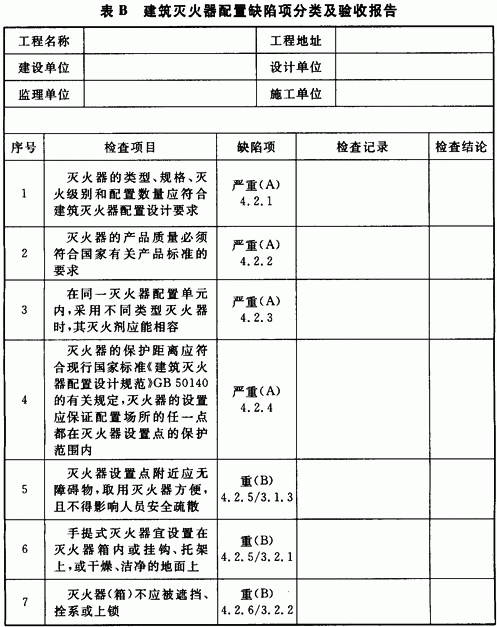 表 B 建筑灭火器配置缺陷项分类及验收报告
工程名称 工程地址
建设单位 设计单位
监理单位 施工单位
序号 检查项目 缺陷项 检查记录 检查结论
1
灭火器的类型、规格、灭
火级别和配置数量应符合
建筑灭火器配置设计要求
严重(A)
4.2.1
2
灭火器的产品质量必须
符合国家有关产品标准的
要求
严重(A)
4.2.2
3
在同一灭火器配置单元
内,采用不同类型灭火器
时,其灭火剂应能相容
严重(A)
4.2.3
4
灭火器的保护距离应符
合现行国家标准《建筑灭火
器配置设计规范》GB 50140
的有关规定,灭火器的设置
应保证配置场所的任一点
都在灭火器设置点的保护
范围内
严重(A)
4.2.4
5
灭火器设置点附近应无
障碍物,取用灭火器方便,
且不得影响人员安全疏散
重(B)
4.2.5/3.1.3
6
手提式灭火器宜设置在
灭火器箱内或挂钩、托架
上,或干燥、洁净的地面上
重(B)
4.2.5/3.2.1
7
灭火器(箱)不应被遮挡、
拴系或上锁
重(B)
4.2.6/3.2.2